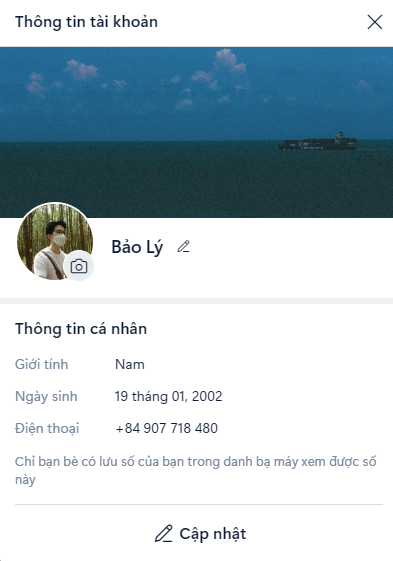 Thông tin tài khoản
Bảo Lý
Thông tin cá nhân
Giới tính Nam
Ngày sinh 19 tháng 01, 2002
Điện thoại +84 907 718 480
Chỉ bạn bè có lưu số của bạn trong danh bạ máy xem được số
này
Cập nhật